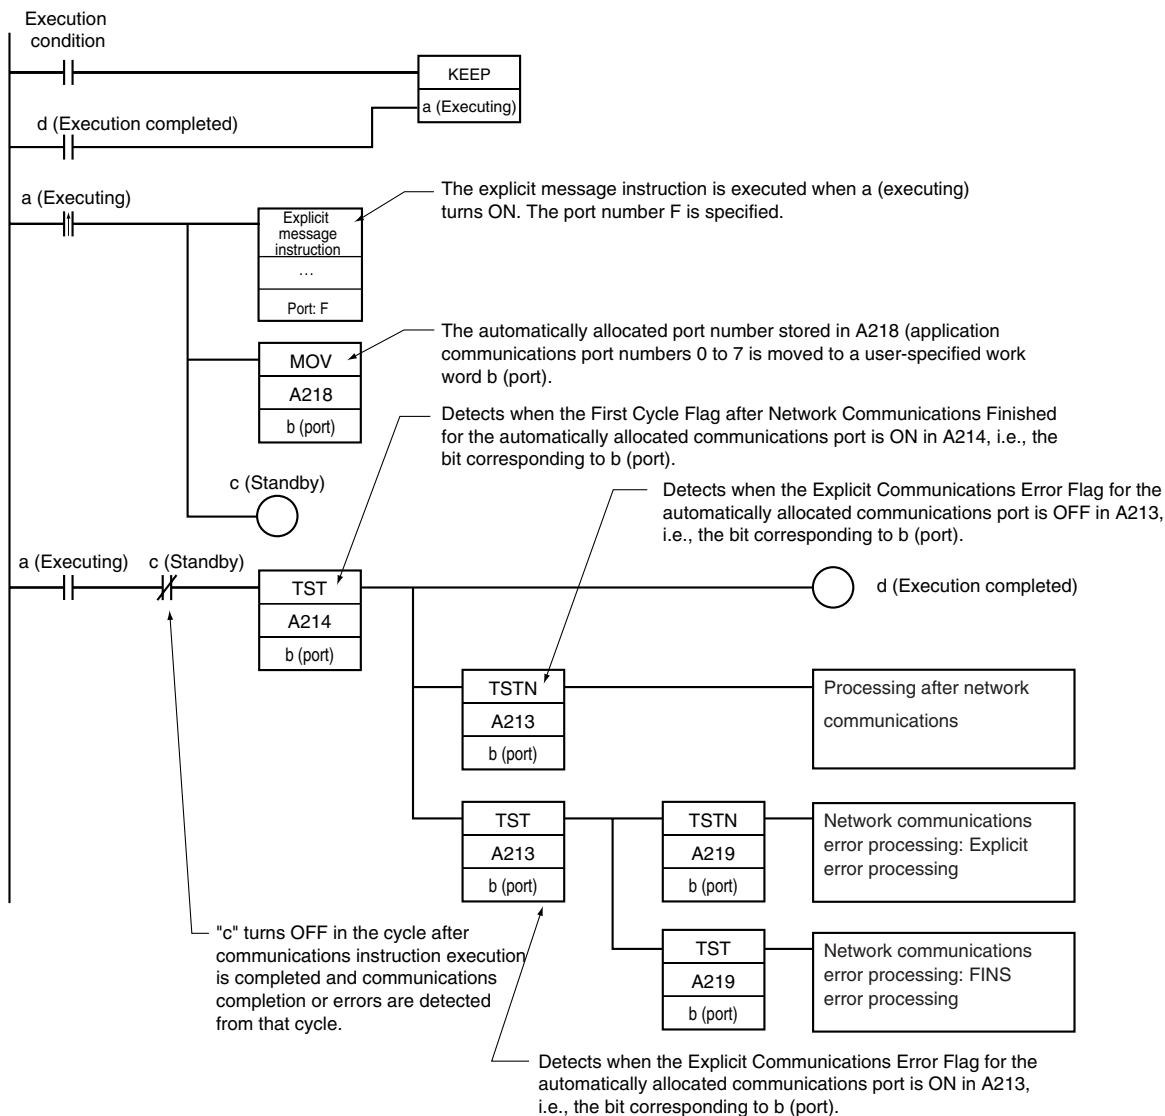 Execution
condition
KEEP
a (Executing)
d (Execution completed)
a (Executing)
Explicit
message
instruction
...
Port: F
The explicit message instruction is executed when a (executing)
turns ON. The port number F is specified.
MOV
A218
b (port)
The automatically allocated port number stored in A218 (application
communications port numbers 0 to 7 is moved to a user-specified work
word b (port).
Detects when the First Cycle Flag after Network Communications Finished
for the automatically allocated communications port is ON in A214, i.e., the
bit corresponding to b (port).
c (Standby)
Detects when the Explicit Communications Error Flag for the
automatically allocated communications port is OFF in A213,
i.e., the bit corresponding to b (port).
a (Executing)
c (Standby)
TST
A214
b (port)
d (Execution completed)
TSTN
A213
b (port)
Processing after network
communications
TST
A213
b (port)
TSTN
A219
b (port)
Network communications
error processing: Explicit
error processing
"c" turns OFF in the cycle after
communications instruction execution
is completed and communications
completion or errors are detected
from that cycle.
TST
A219
b (port)
Network communications
error processing: FINS
error processing
Detects when the Explicit Communications Error Flag for the
automatically allocated communications port is ON in A213,
i.e., the bit corresponding to b (port).